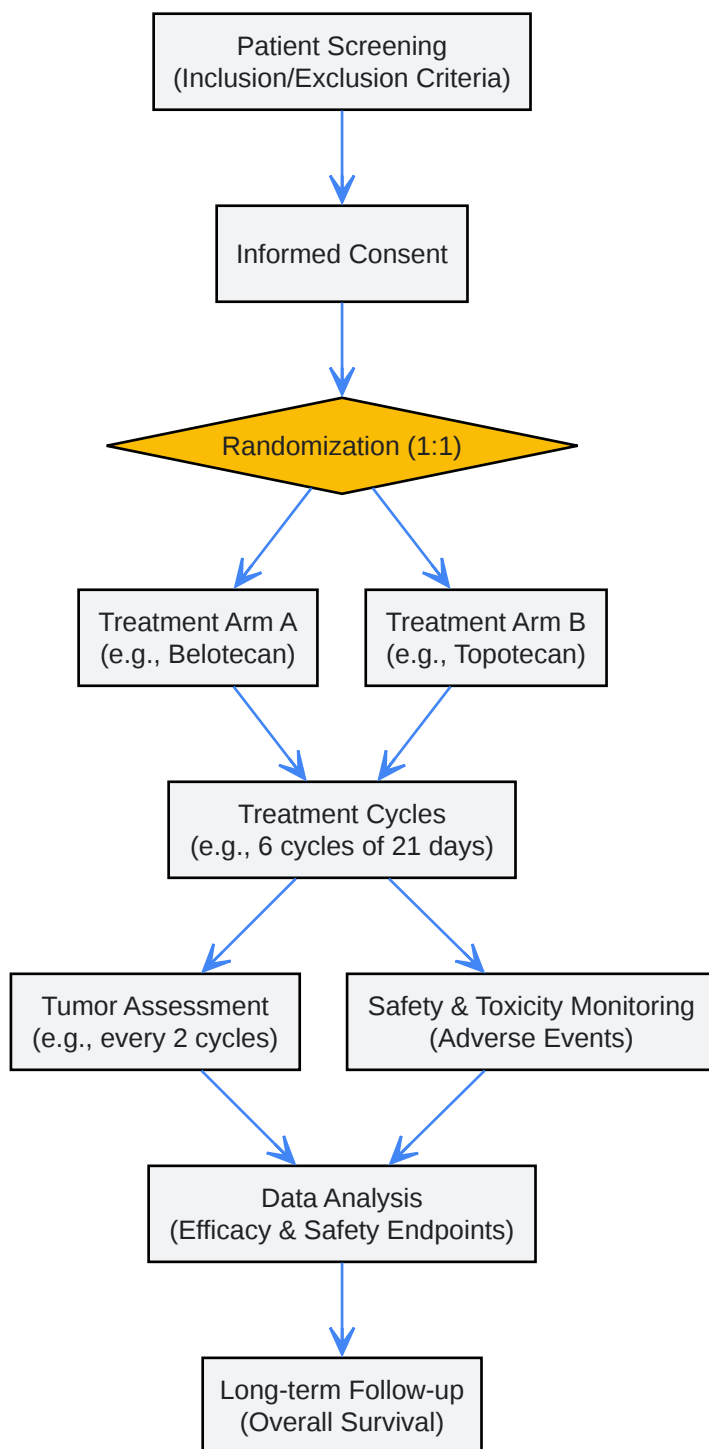 Patient Screening
(Inclusion/Exclusion Criteria)
Informed Consent
Randomization (1:1)
Treatment Arm A
(e.g., Belotecan)
Treatment Arm B
(e.g., Topotecan)
Treatment Cycles
(e.g., 6 cycles of 21 days)
Tumor Assessment
(e.g., every 2 cycles)
Safety & Toxicity Monitoring
(Adverse Events)
Data Analysis
(Efficacy & Safety Endpoints)
Long-term Follow-up
(Overall Survival)